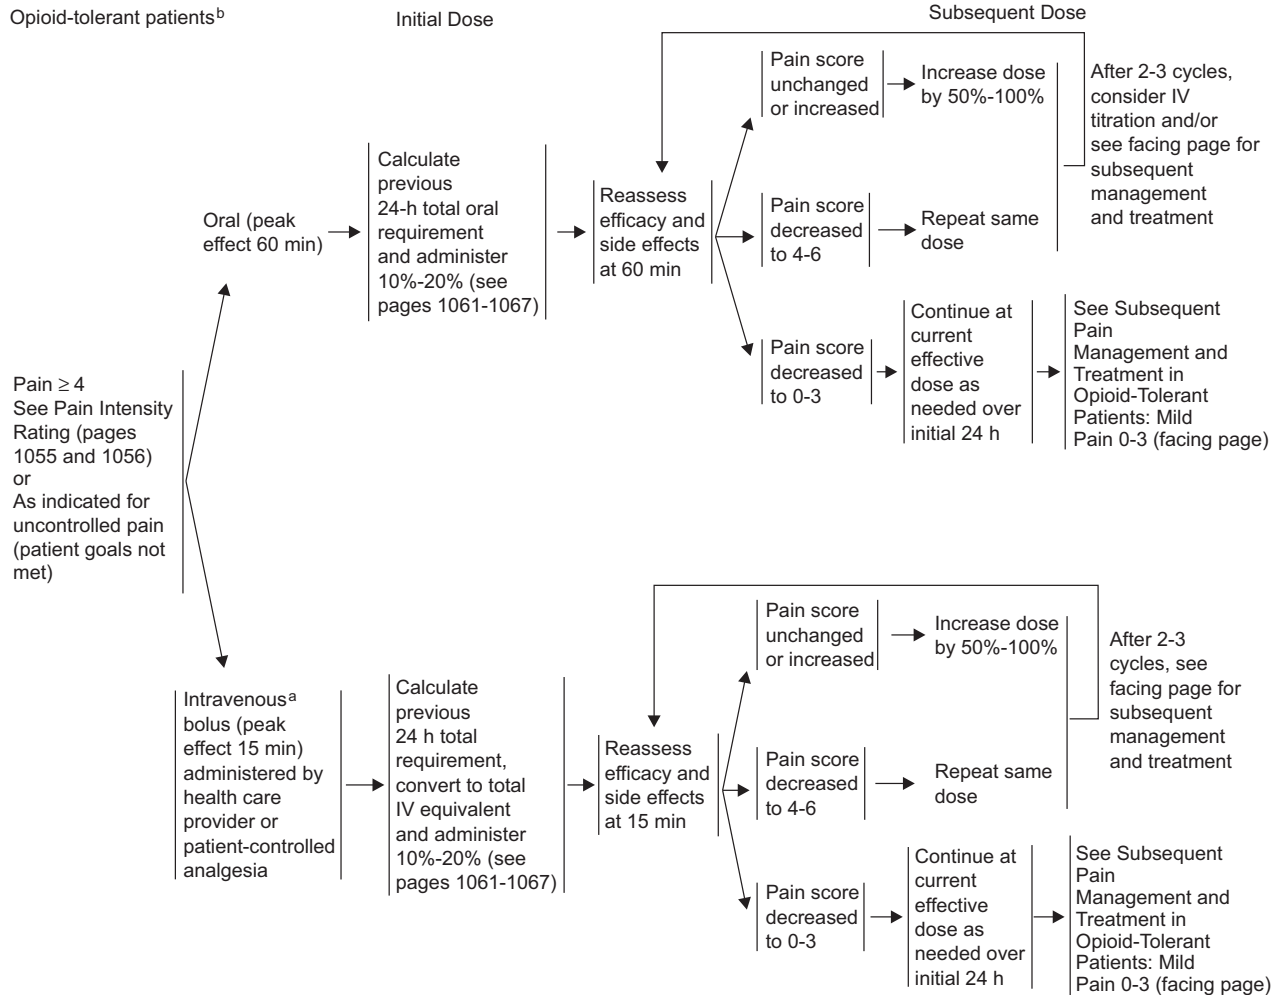 Opioid-tolerant patients b
Initial Dose
Subsequent Dose
Pain ≥ 4
See Pain Intensity
Rating (pages
1055 and 1056)
or
As indicated for
uncontrolled pain
(patient goals not
met)
Oral (peak
effect 60 min)
Calculate
previous
24-h total oral
requirement
and administer
10%-20% (see
pages 1061-1067)
Reassess
efficacy and
side effects
at 60 min
Pain score
unchanged
or increased
Increase dose
by 50%-100%
Pain score
decreased
to 4-6
Repeat same
dose
After 2-3 cycles,
consider IV
titration and/or
see facing page for
subsequent
management
and treatment
Pain score
decreased
to 0-3
Continue at
current
effective
dose as
needed over
initial 24 h
See Subsequent
Pain
Management and
Treatment in
Opioid-Tolerant
Patients: Mild
Pain 0-3 (facing page)
Intravenous a
bolus (peak
effect 15 min)
administered by
health care
provider or
patient-controlled
analgesia
Calculate
previous
24 h total
requirement,
convert to total
IV equivalent
and administer
10%-20% (see
pages 1061-1067)
Reassess
efficacy and
side effects
at 15 min
Pain score
unchanged
or increased
Increase dose
by 50%-100%
Pain score
decreased
to 4-6
Repeat same
dose
After 2-3
cycles, see
facing page for
subsequent
management
and treatment
Pain score
decreased
to 0-3
Continue at
current
effective
dose as
needed over
initial 24 h
See Subsequent
Pain
Management and
Treatment in
Opioid-Tolerant
Patients: Mild
Pain 0-3 (facing page)